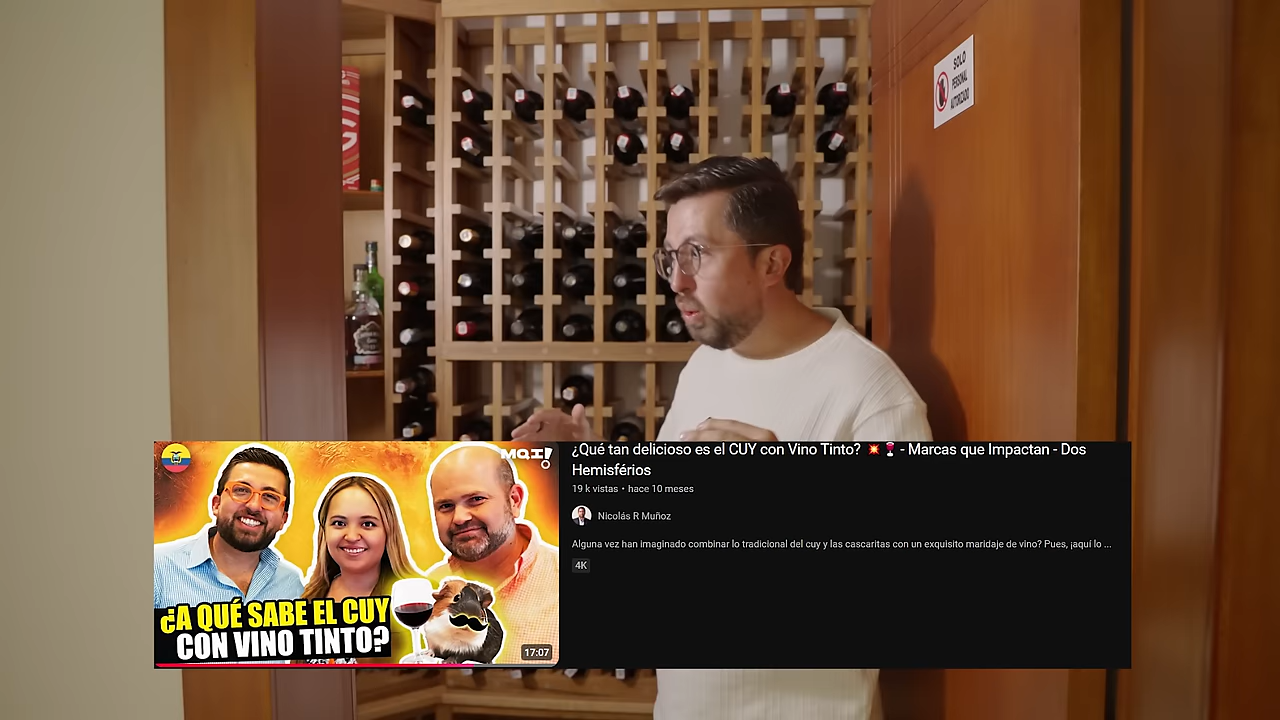 SOLO
PERSONAL
AUTORIZADO
MQI!
¿A QUÉ SABE EL CUY
CON VINO TINTO?
17:07
¿Qué tan delicioso es el CUY con Vino Tinto? 💥🍷 - Marcas que Impactan - Dos
Hemisférios
19 k vistas • hace 10 meses
Nicolás R Muñoz
Alguna vez han imaginado combinar lo tradicional del cuy y las cascaritas con un exquisito maridaje de vino? Pues, ¡aquí lo ...
4K